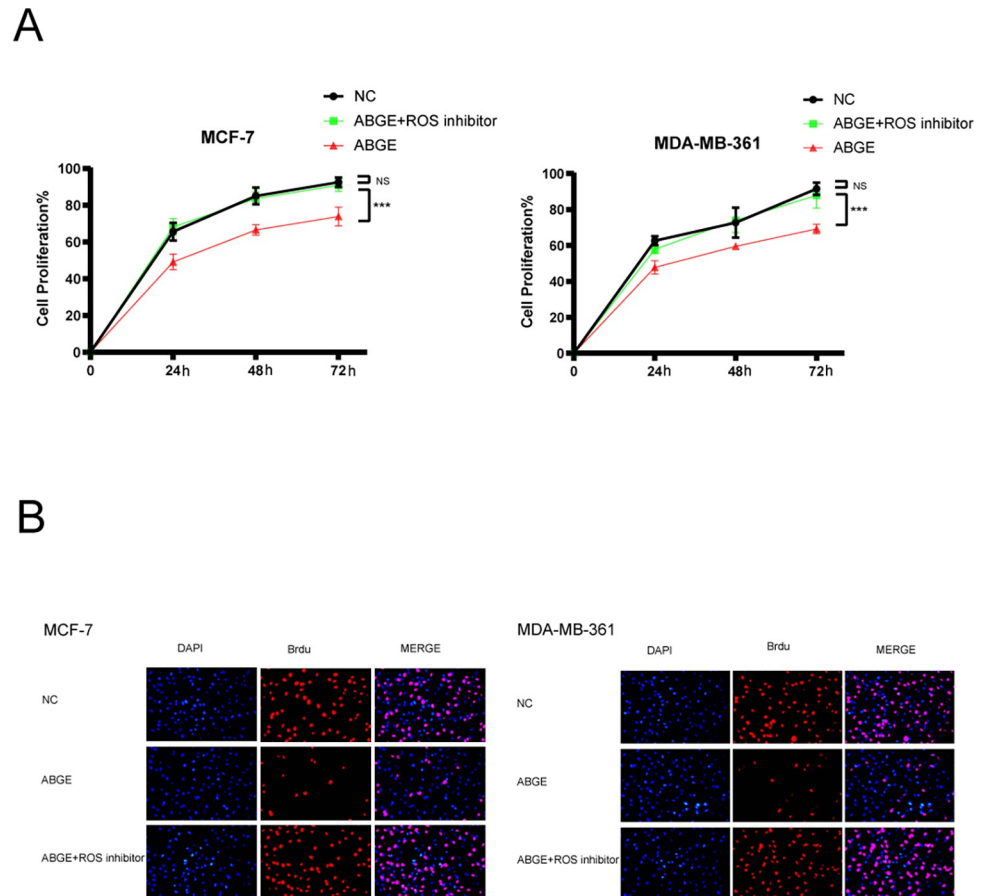 A
NC
ABGE+ROS inhibitor
ABGE
MCF-7
Cell Proliferation%
100
80
60
40
20
0
0 24h 48h 72h
NS
***
NC
ABGE+ROS inhibitor
ABGE
MDA-MB-361
Cell Proliferation%
100
80
60
40
20
0
0 24h 48h 72h
NS
***
B
MCF-7
DAPI Brdu MERGE
NC
ABGE
ABGE+ROS inhibitor
MDA-MB-361
DAPI Brdu MERGE
NC
ABGE
ABGE+ROS inhibitor